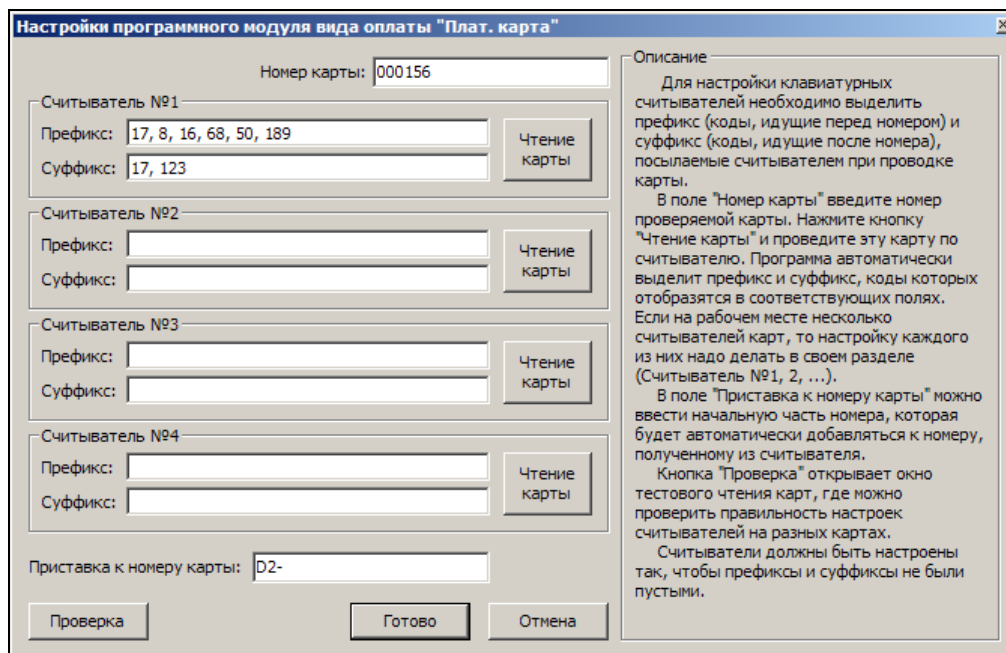 Настройки программного модуля вида оплаты "Плат. карта"
Номер карты: 000156
Считыватель №1
Префикс: 17, 8, 16, 68, 50, 189
Суффикс: 17, 123
Чтение
карты
Считыватель №2
Префикс:
Суффикс:
Чтение
карты
Считыватель №3
Префикс:
Суффикс:
Чтение
карты
Считыватель №4
Префикс:
Суффикс:
Чтение
карты
Приставка к номеру карты: D2-
Проверка
Готово
Отмена
Описание
Для настройки клавиатурных
считывателей необходимо выделить
префикс (коды, идущие перед номером) и
суффикс (коды, идущие после номера),
посылаемые считывателем при проводке
карты.
В поле "Номер карты" введите номер
проверяемой карты. Нажмите кнопку
"Чтение карты" и проведите эту карту по
считывателю. Программа автоматически
выделит префикс и суффикс, коды которых
отобразятся в соответствующих полях.
Если на рабочем месте несколько
считывателей карт, то настройку каждого
из них надо делать в своем разделе
(Считыватель №1, 2, ...).
В поле "Приставка к номеру карты" можно
ввести начальную часть номера, которая
будет автоматически добавляться к номеру,
полученному из считывателя.
Кнопка "Проверка" открывает окно
тестового чтения карт, где можно
проверить правильность настроек
считывателей на разных картах.
Считыватели должны быть настроены
так, чтобы префиксы и суффиксы не были
пустыми.